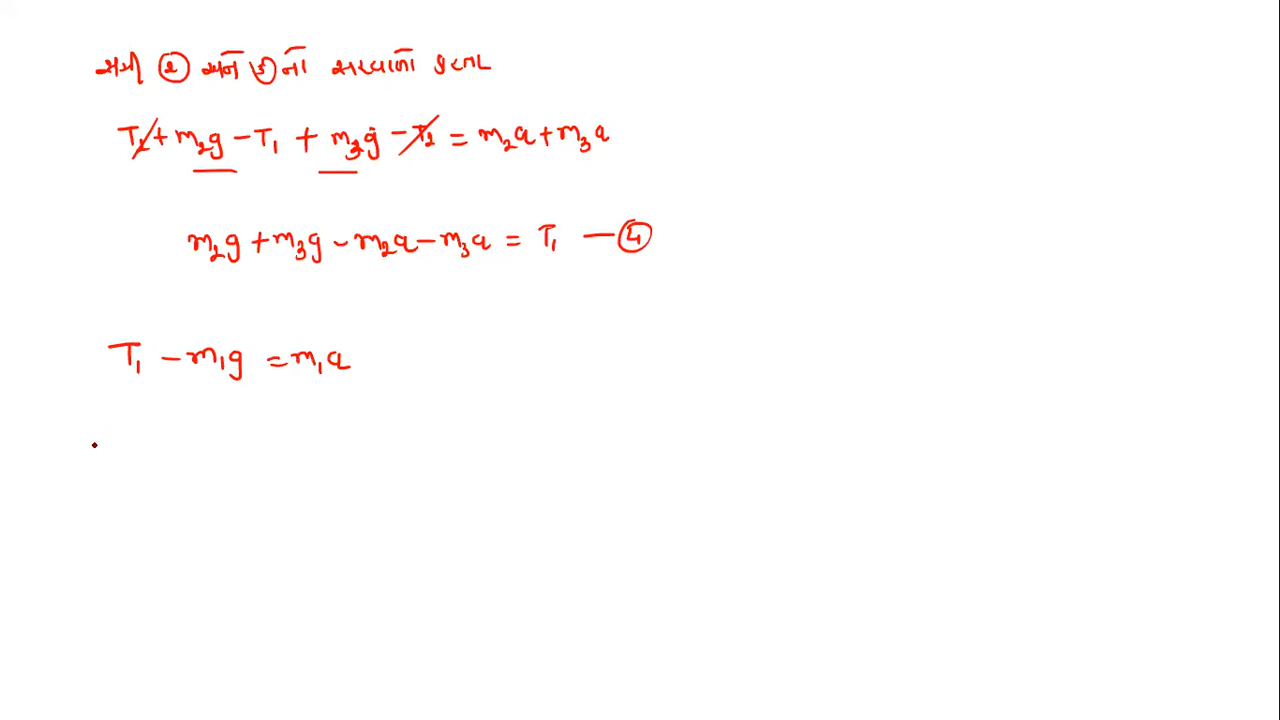 સમી ② અને ③ નો સરવાળો કરતા
T₂ + m₂g − T₁ + m₃g − T₂ = m₂a + m₃a
m₂g + m₃g − m₂a − m₃a = T₁ — ④
T₁ − m₁g = m₁a